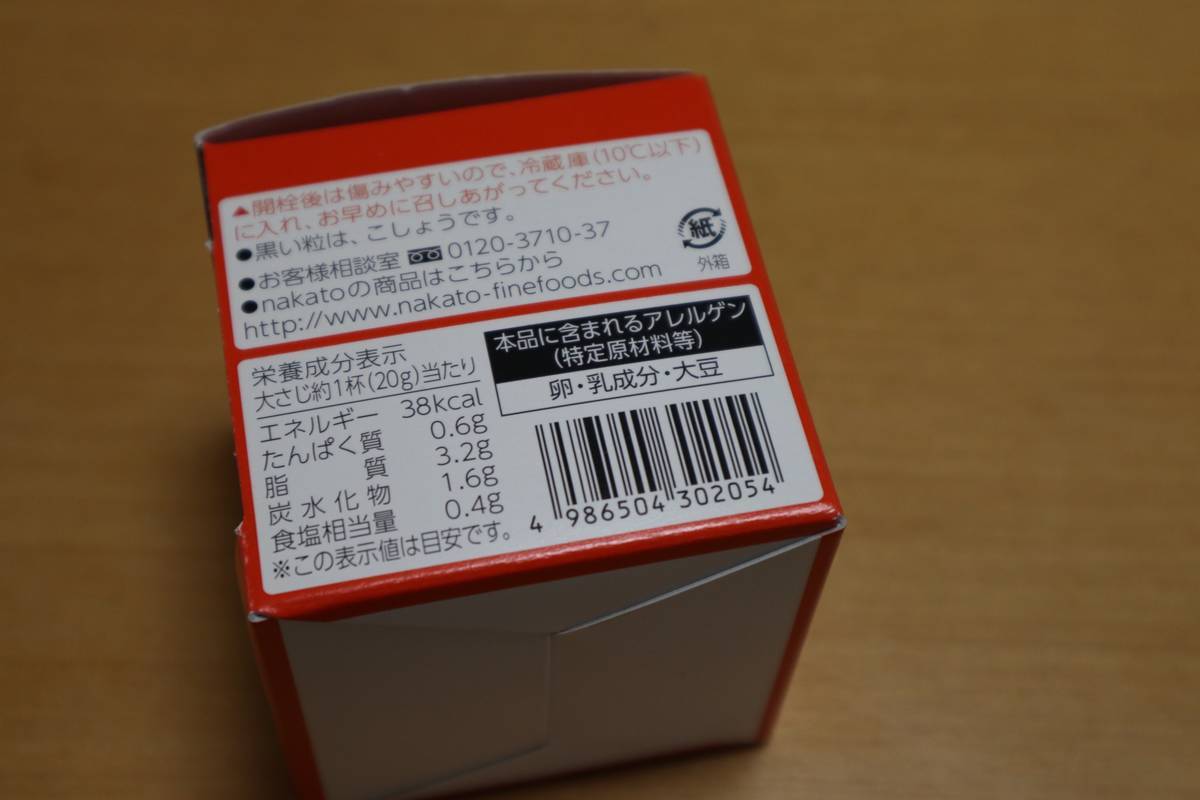 ▲開栓後は傷みやすいので、冷蔵庫(10℃以下)
に入れ、お早めに召しあがってください。
●黒い粒は、こしょうです。
●お客様相談室 0120-3710-37
●nakatoの商品はこちらから
http://www.nakato-finefoods.com
紙
外箱
栄養成分表示
大さじ約1杯(20g)当たり
エネルギー 38kcal
たんぱく質 0.6g
脂質 3.2g
炭水化物 1.6g
食塩相当量 0.4g
※この表示値は目安です。
本品に含まれるアレルゲン
(特定原材料等)
卵・乳成分・大豆
4 986504 302054